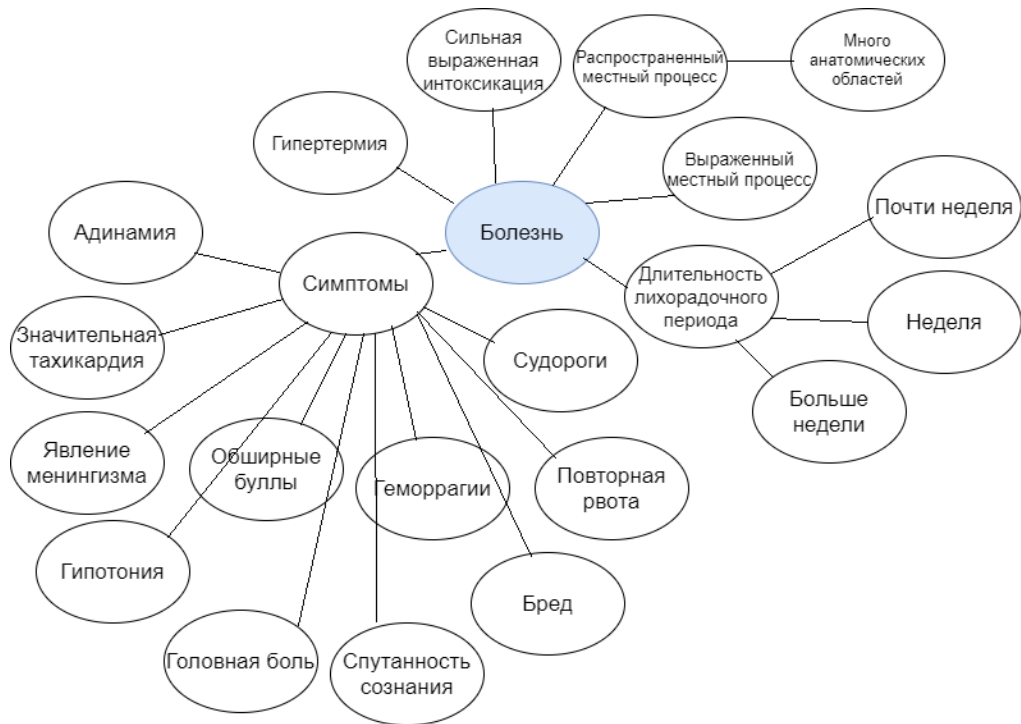 Сильная
выраженная
интоксикация
Распространенный
местный процесс
Много
анатомических
областей
Гипертермия
Выраженный
местный процесс
Адинамия
Болезнь
Почти неделя
Симптомы
Длительность
лихорадочного
периода
Значительная
тахикардия
Неделя
Судороги
Больше
недели
Явление
менингизма
Обширные
буллы
Геморрагии
Повторная
рвота
Гипотония
Бред
Головная боль
Спутанность
сознания